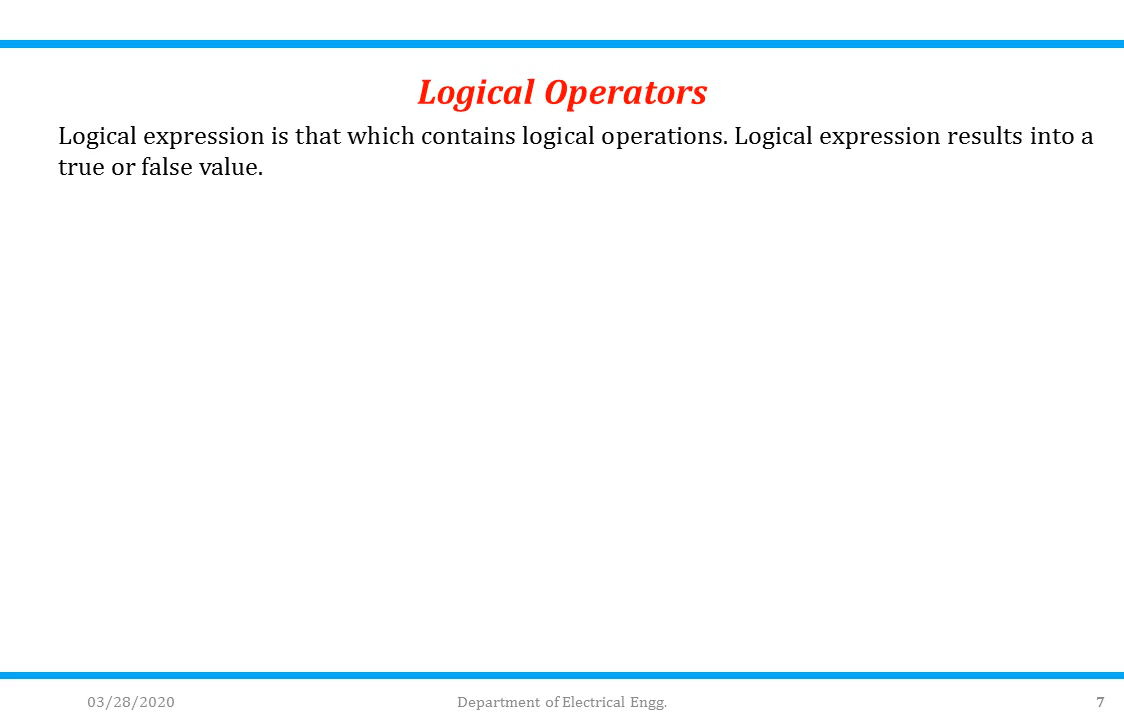 Logical Operators
Logical expression is that which contains logical operations. Logical expression results into a
true or false value.
03/28/2020 Department of Electrical Engg. 7